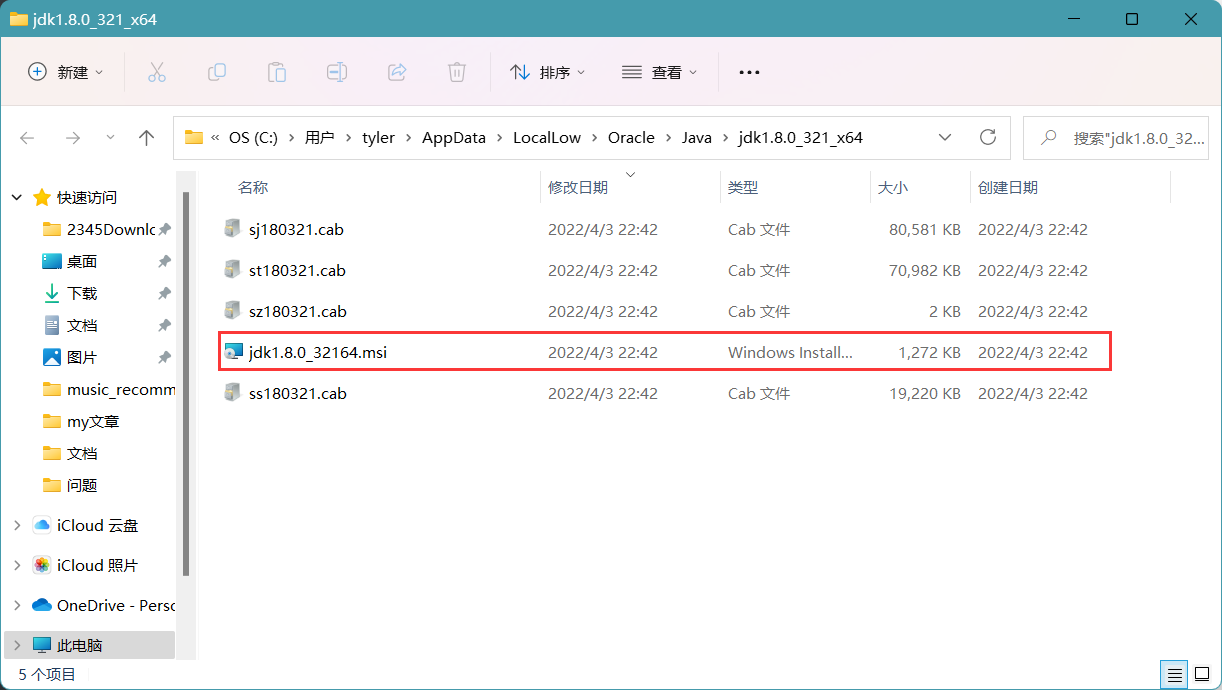 jdk1.8.0_321_x64
新建 排序 查看
« OS (C:) 用户 tyler AppData LocalLow Oracle Java jdk1.8.0_321_x64 搜索"jdk1.8.0_32...
快速访问
2345Downlc
桌面
下载
文档
图片
music_recomm
my文章
文档
问题
iCloud 云盘
iCloud 照片
OneDrive - Perso
此电脑
名称 修改日期 类型 大小 创建日期
sj180321.cab 2022/4/3 22:42 Cab 文件 80,581 KB 2022/4/3 22:42
st180321.cab 2022/4/3 22:42 Cab 文件 70,982 KB 2022/4/3 22:42
sz180321.cab 2022/4/3 22:42 Cab 文件 2 KB 2022/4/3 22:42
jdk1.8.0_32164.msi 2022/4/3 22:42 Windows Install... 1,272 KB 2022/4/3 22:42
ss180321.cab 2022/4/3 22:42 Cab 文件 19,220 KB 2022/4/3 22:42
5 个项目